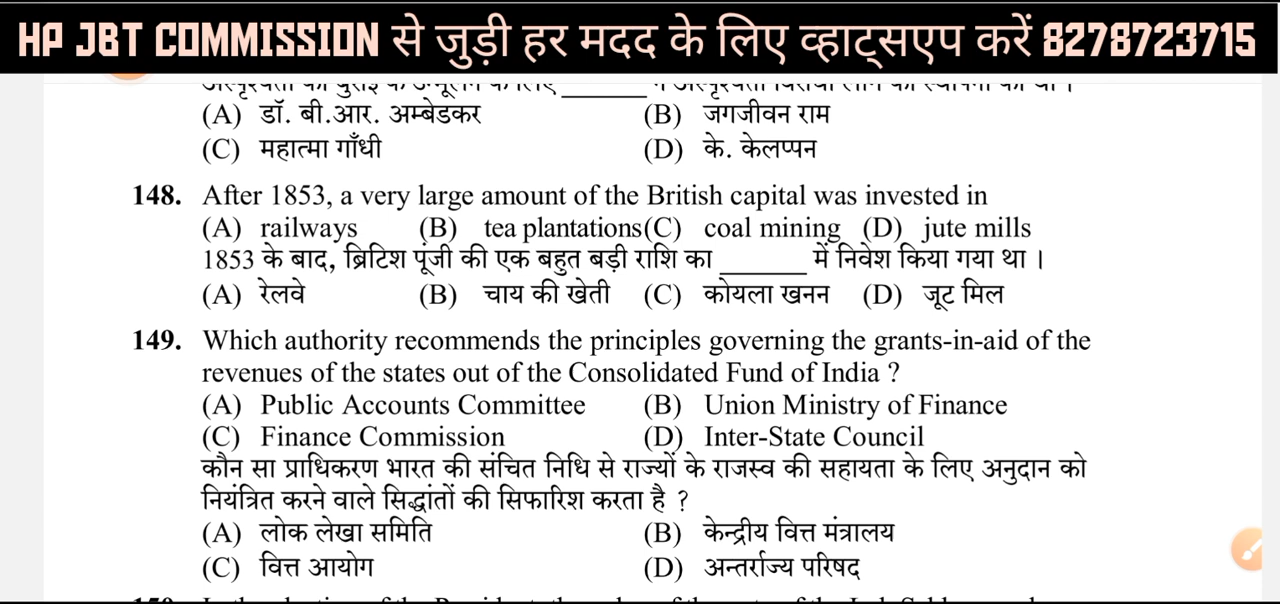 HP JBT COMMISSION से जुड़ी हर मदद के लिए व्हाट्सएप करें 8278723715
(A) डॉ. बी.आर. अम्बेडकर (B) जगजीवन राम
(C) महात्मा गाँधी (D) के. केलप्पन
148. After 1853, a very large amount of the British capital was invested in
(A) railways (B) tea plantations (C) coal mining (D) jute mills
1853 के बाद, ब्रिटिश पूंजी की एक बहुत बड़ी राशि का ______ में निवेश किया गया था ।
(A) रेलवे (B) चाय की खेती (C) कोयला खनन (D) जूट मिल
149. Which authority recommends the principles governing the grants-in-aid of the
revenues of the states out of the Consolidated Fund of India ?
(A) Public Accounts Committee (B) Union Ministry of Finance
(C) Finance Commission (D) Inter-State Council
कौन सा प्राधिकरण भारत की संचित निधि से राज्यों के राजस्व की सहायता के लिए अनुदान को
नियंत्रित करने वाले सिद्धांतों की सिफारिश करता है ?
(A) लोक लेखा समिति (B) केन्द्रीय वित्त मंत्रालय
(C) वित्त आयोग (D) अन्तर्राज्य परिषद